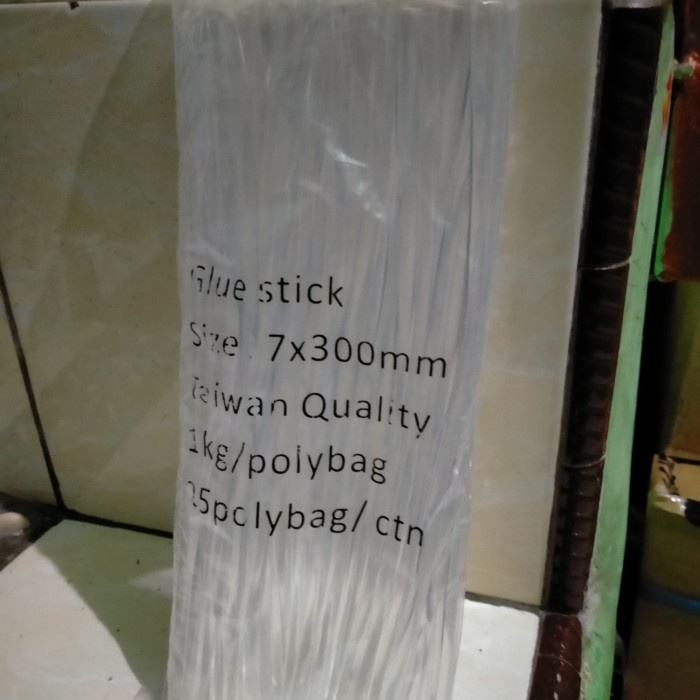 Glue stick
Size : 7x300mm
Taiwan Quality
1kg/polybag
25polybag/ctn